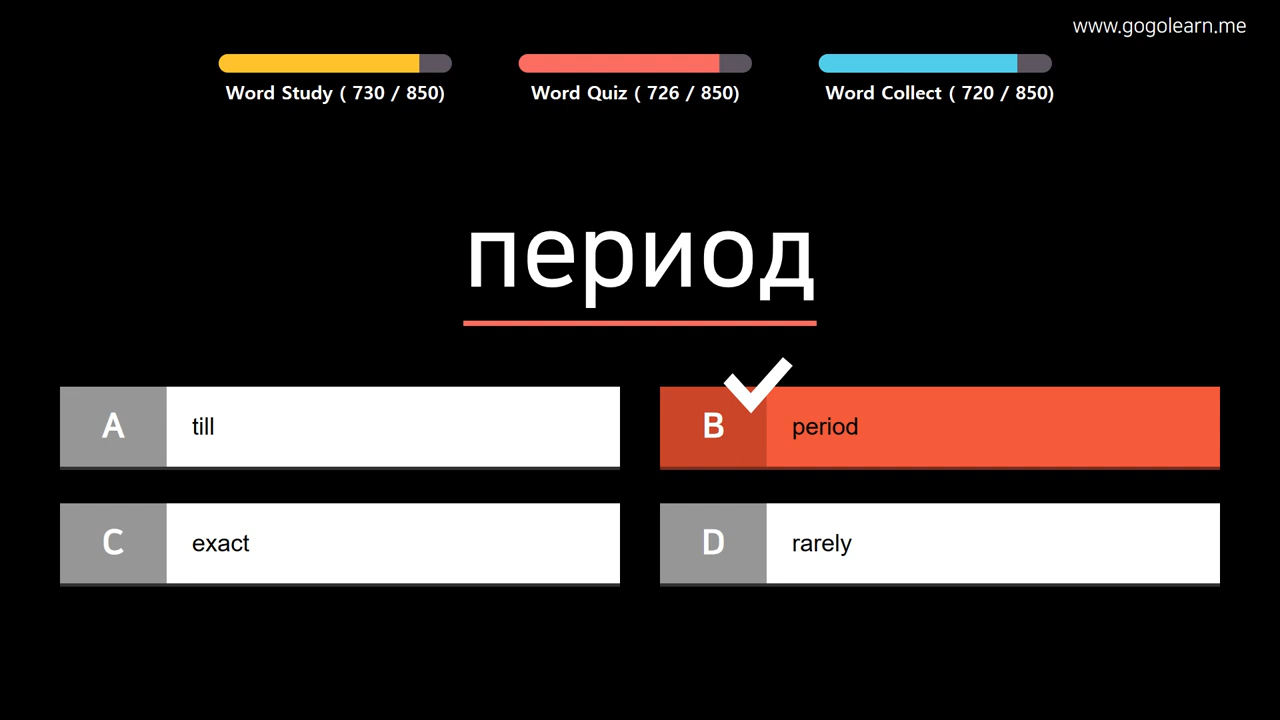 www.gogolearn.me
Word Study ( 730 / 850)
Word Quiz ( 726 / 850)
Word Collect ( 720 / 850)
период
A till
B period
C exact
D rarely